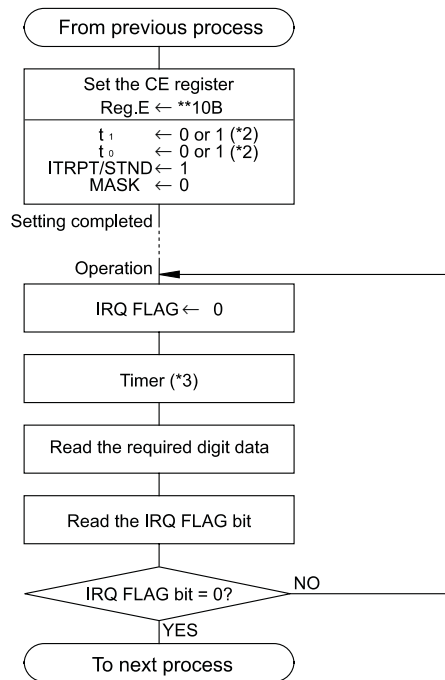 From previous process
Set the CE register
Reg.E ← **10B
t 1 ← 0 or 1 (*2)
t 0 ← 0 or 1 (*2)
ITRPT/STND← 1
MASK ← 0
Setting completed
Operation
IRQ FLAG ← 0
Timer (*3)
Read the required digit data
Read the IRQ FLAG bit
IRQ FLAG bit = 0?
NO
YES
To next process